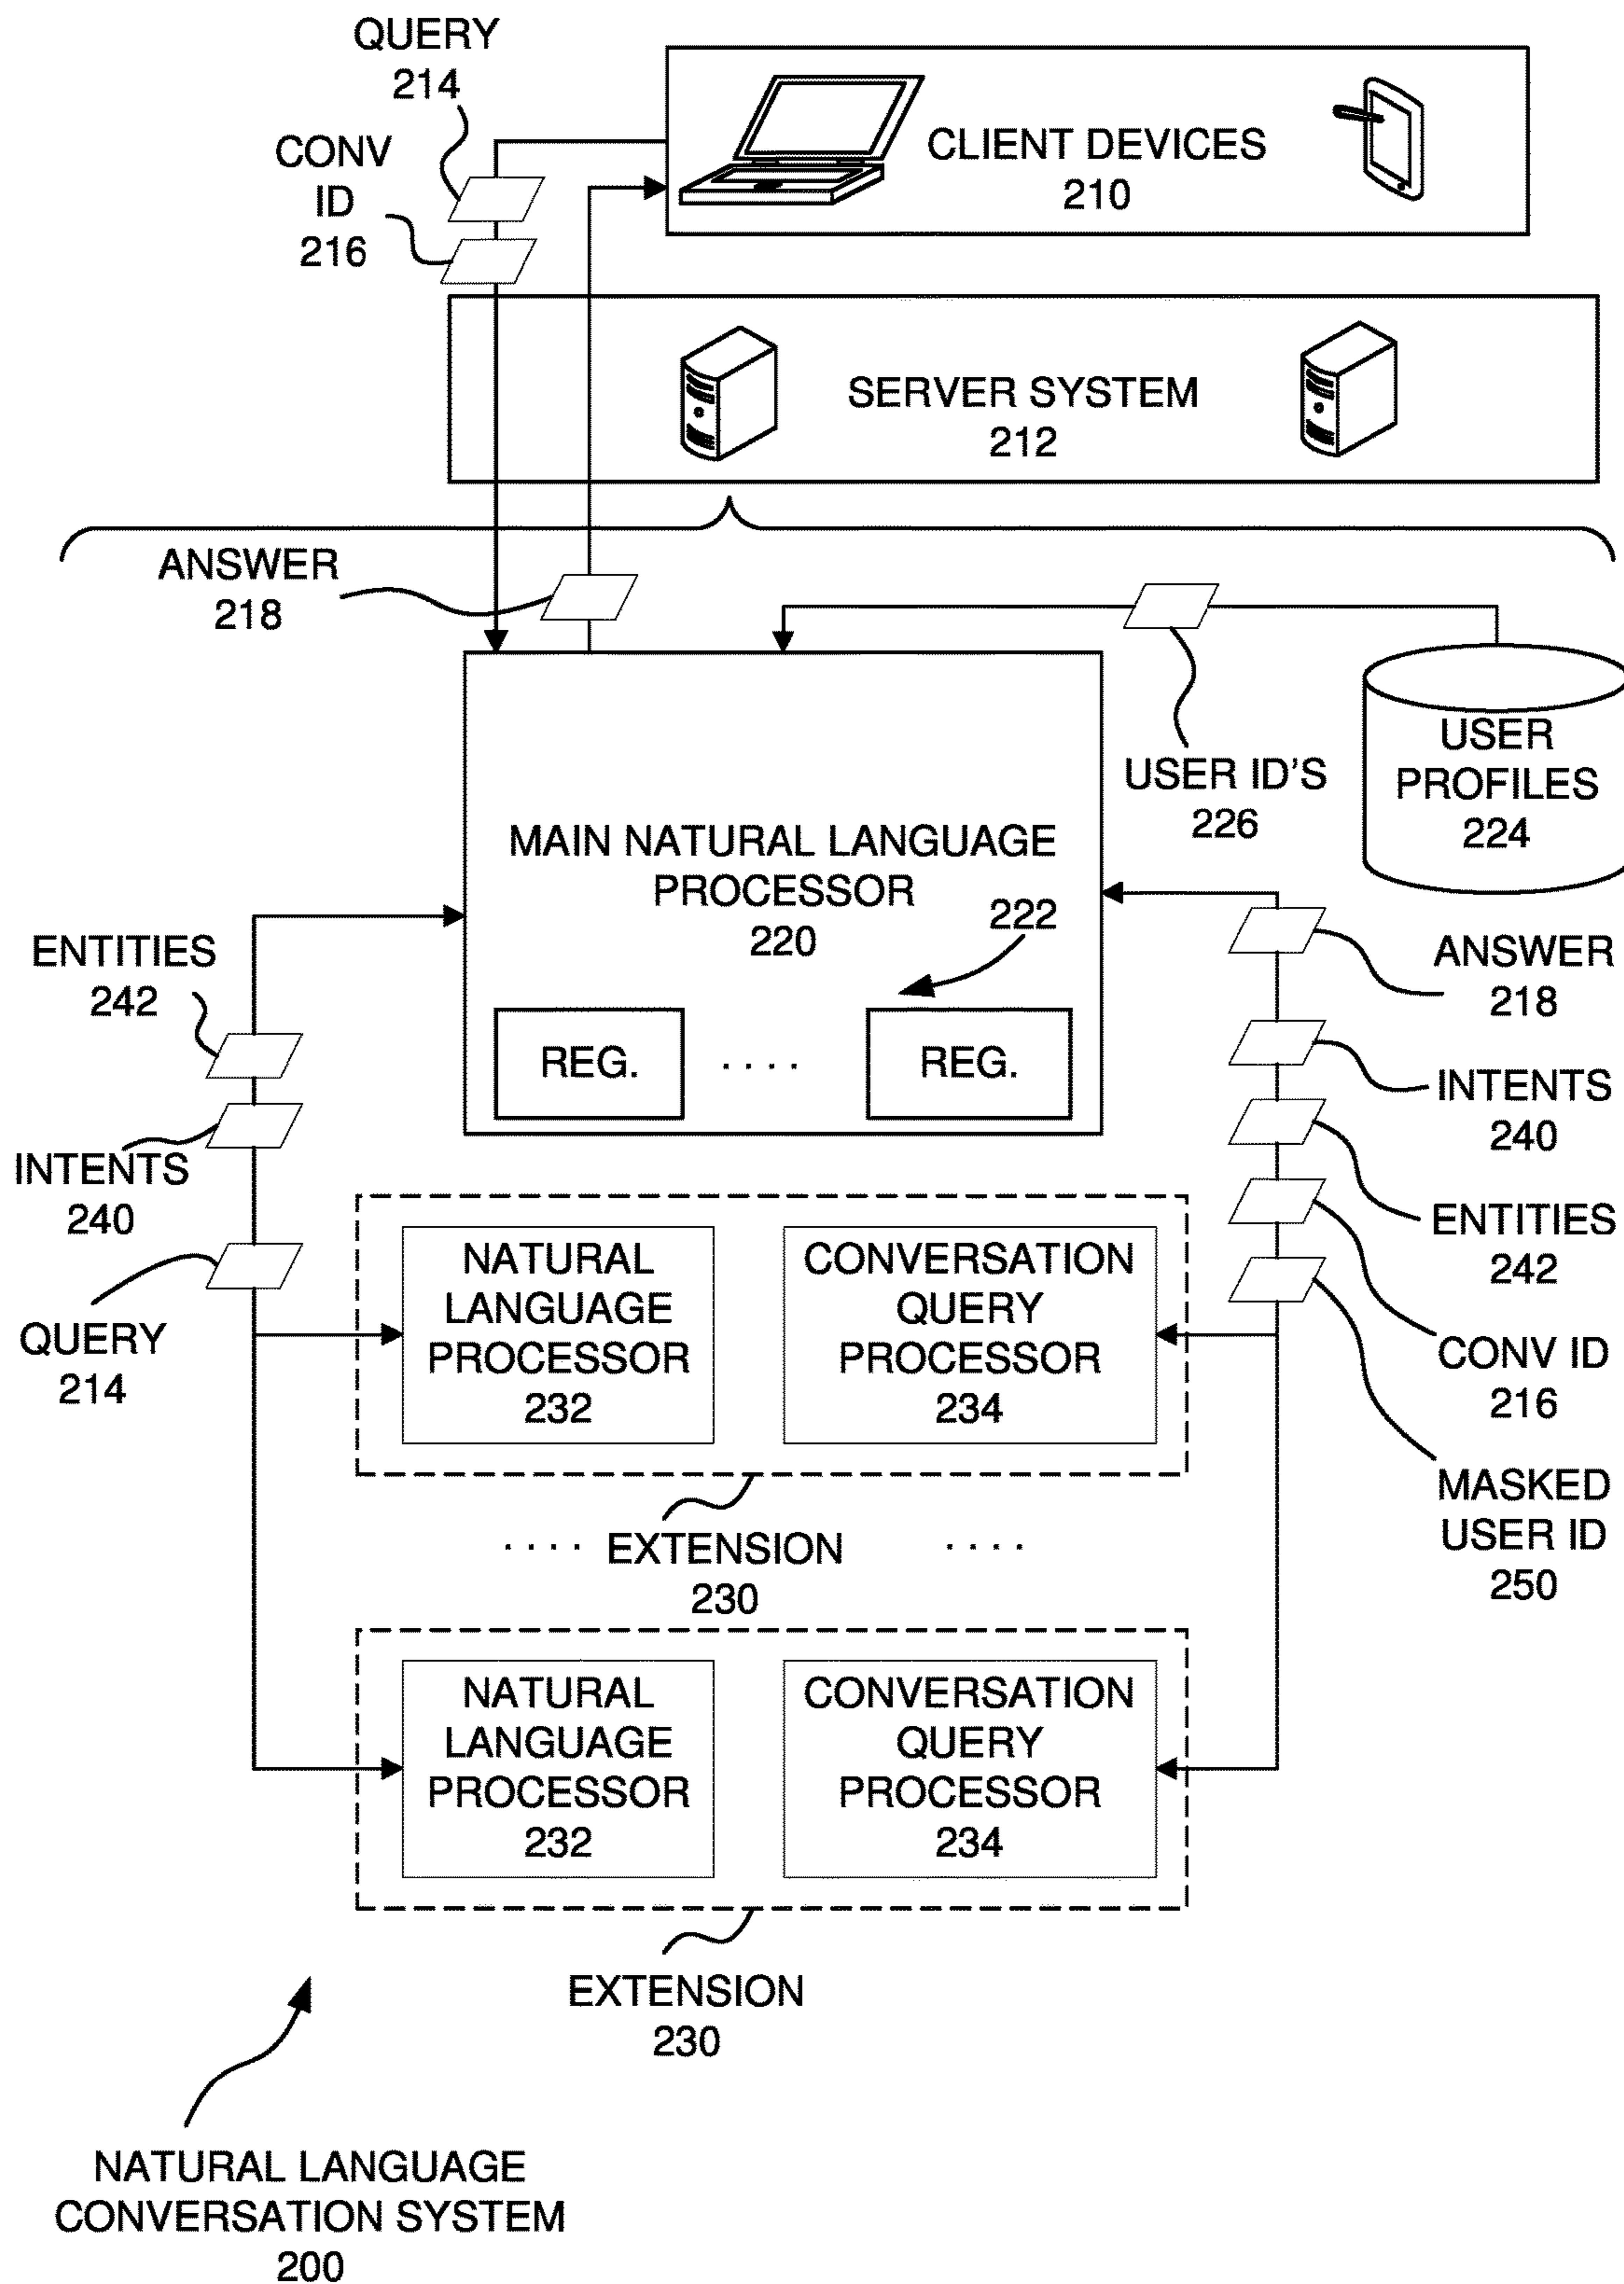 QUERY
214
CONV
ID
216
CLIENT DEVICES
210
SERVER SYSTEM
212
ANSWER
218
USER ID'S
226
USER
PROFILES
224
MAIN NATURAL LANGUAGE
PROCESSOR
220
222
REG.
. . . .
REG.
ENTITIES
242
INTENTS
240
QUERY
214
ANSWER
218
INTENTS
240
ENTITIES
242
CONV ID
216
MASKED
USER ID
250
NATURAL
LANGUAGE
PROCESSOR
232
CONVERSATION
QUERY
PROCESSOR
234
. . . . EXTENSION . . . .
230
NATURAL
LANGUAGE
PROCESSOR
232
CONVERSATION
QUERY
PROCESSOR
234
EXTENSION
230
NATURAL LANGUAGE
CONVERSATION SYSTEM
200